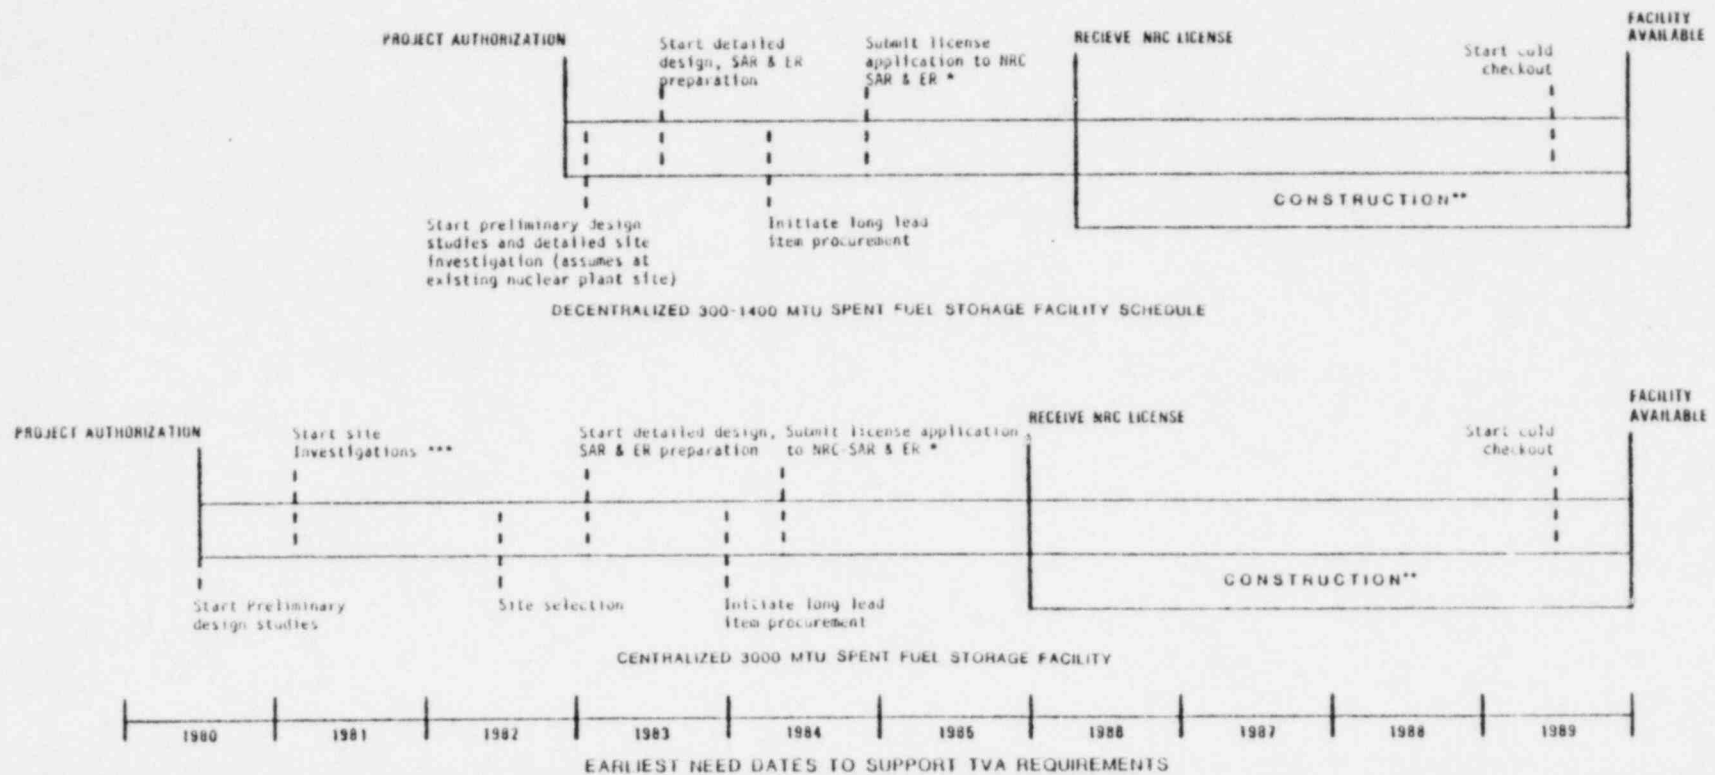 PROJECT AUTHORIZATION
Start detailed
design, SAR & ER
preparation
Submit license
application to NRC
SAR & ER *
RECIEVE NRC LICENSE
Start cold
checkout
FACILITY
AVAILABLE
CONSTRUCTION**
Start preliminary design
studies and detailed site
investigation (assumes at
existing nuclear plant site)
Initiate long lead
item procurement
DECENTRALIZED 300-1400 MTU SPENT FUEL STORAGE FACILITY SCHEDULE
PROJECT AUTHORIZATION
Start site
Investigations ***
Start detailed design,
SAR & ER preparation
Submit license application
to NRC-SAR & ER *
RECEIVE NRC LICENSE
Start cold
checkout
FACILITY
AVAILABLE
CONSTRUCTION**
Start Preliminary
design studies
Site selection
Initiate long lead
item procurement
CENTRALIZED 3000 MTU SPENT FUEL STORAGE FACILITY
1980 1981 1982 1983 1984 1985 1986 1987 1988 1989
EARLIEST NEED DATES TO SUPPORT TVA REQUIREMENTS